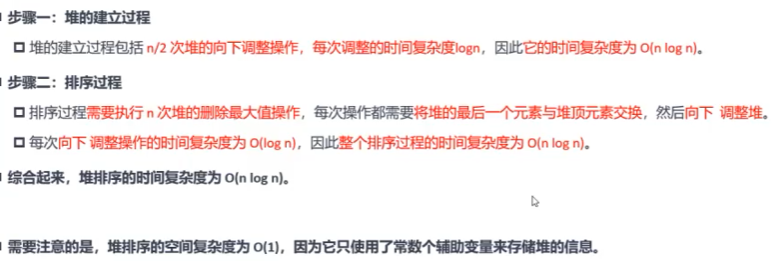 步骤一：堆的建立过程
堆的建立过程包括 n/2 次堆的向下调整操作，每次调整的时间复杂度logn，因此它的时间复杂度为 O(n log n)。
步骤二：排序过程
排序过程需要执行 n 次堆的删除最大值操作，每次操作都需要将堆的最后一个元素与堆顶元素交换，然后向下 调整堆。
每次向下 调整操作的时间复杂度为 O(log n)，因此整个排序过程的时间复杂度为 O(n log n)。
综合起来，堆排序的时间复杂度为 O(n log n)。
需要注意的是，堆排序的空间复杂度为 O(1)，因为它只使用了常数个辅助变量来存储堆的信息。